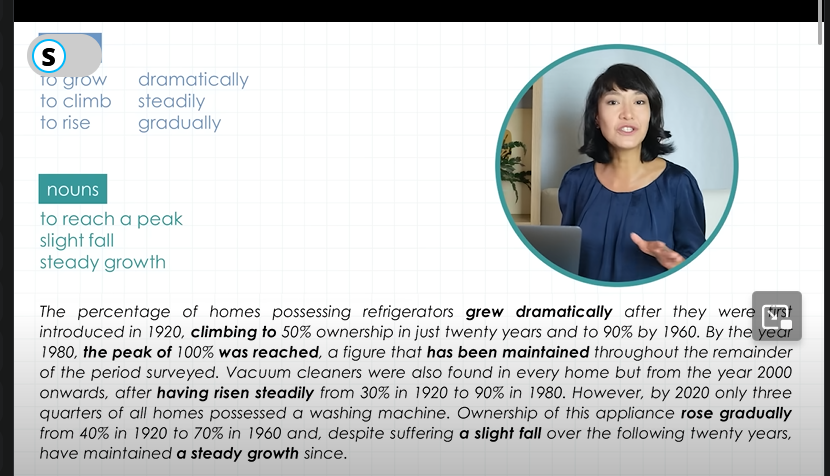 S
to grow dramatically
to climb steadily
to rise gradually
nouns
to reach a peak
slight fall
steady growth
The percentage of homes possessing refrigerators grew dramatically after they were first
introduced in 1920, climbing to 50% ownership in just twenty years and to 90% by 1960. By the year
1980, the peak of 100% was reached, a figure that has been maintained throughout the remainder
of the period surveyed. Vacuum cleaners were also found in every home but from the year 2000
onwards, after having risen steadily from 30% in 1920 to 90% in 1980. However, by 2020 only three
quarters of all homes possessed a washing machine. Ownership of this appliance rose gradually
from 40% in 1920 to 70% in 1960 and, despite suffering a slight fall over the following twenty years,
have maintained a steady growth since.